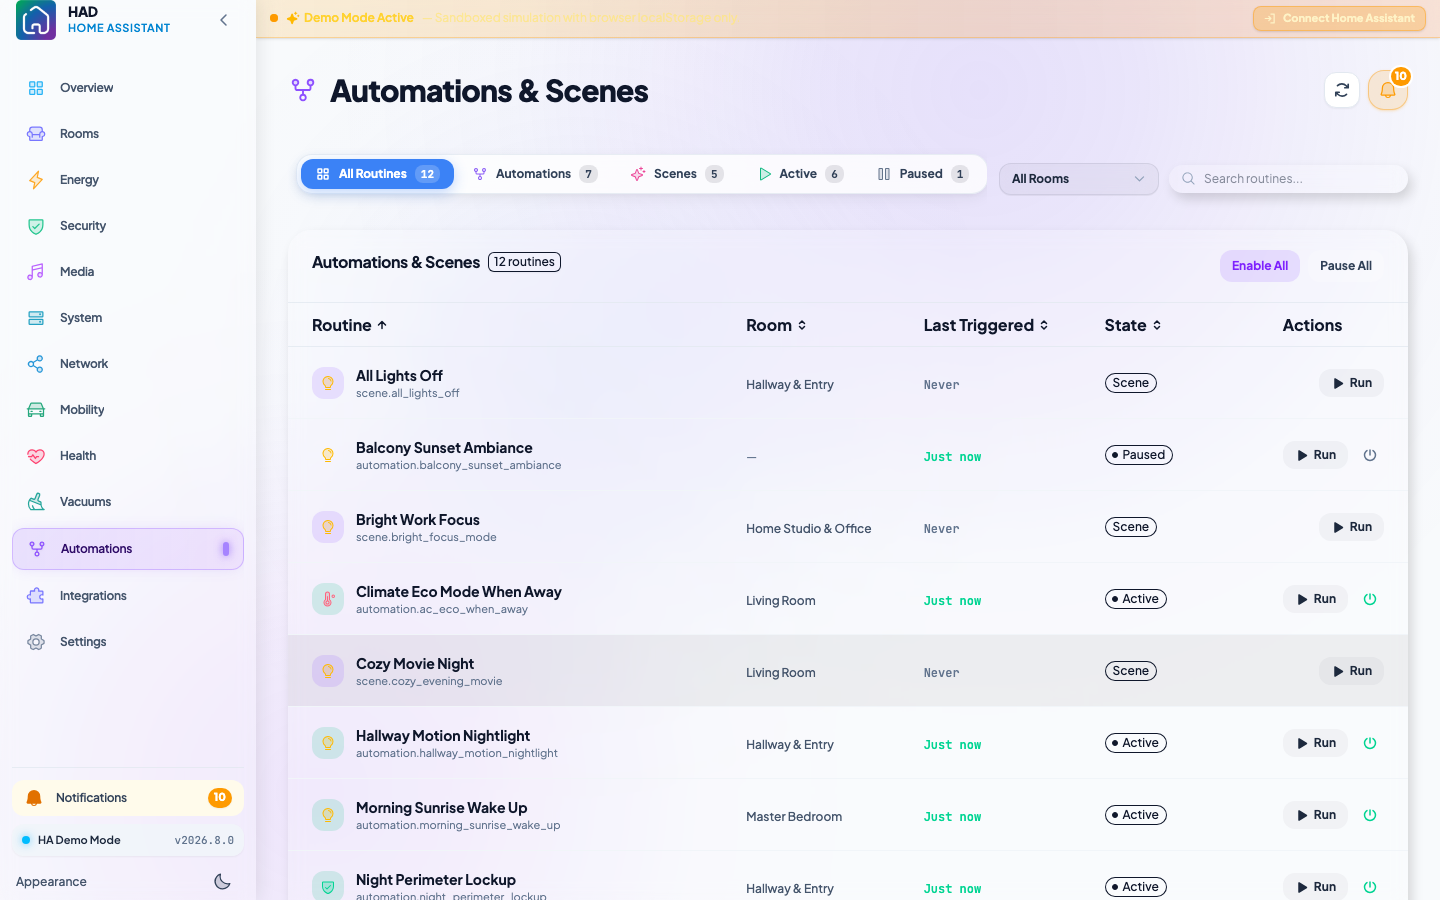 HAD
HOME ASSISTANT
Overview
Rooms
Energy
Security
Media
System
Network
Mobility
Health
Vacuums
Automations
Integrations
Settings
Notifications 10
HA Demo Mode v2026.8.0
Appearance
Demo Mode Active
Connect Home Assistant
Automations & Scenes
10
All Routines 12 Automations 7 Scenes 5 Active 6 Paused 1
All Rooms
Search routines...
Automations & Scenes 12 routines
Enable All Pause All
Routine Room Last Triggered State Actions
All Lights Off
scene.all_lights_off
Hallway & Entry Never Scene Run
Balcony Sunset Ambiance
automation.balcony_sunset_ambiance
— Just now Paused Run
Bright Work Focus
scene.bright_focus_mode
Home Studio & Office Never Scene Run
Climate Eco Mode When Away
automation.ac_eco_when_away
Living Room Just now Active Run
Cozy Movie Night
scene.cozy_evening_movie
Living Room Never Scene Run
Hallway Motion Nightlight
automation.hallway_motion_nightlight
Hallway & Entry Just now Active Run
Morning Sunrise Wake Up
automation.morning_sunrise_wake_up
Master Bedroom Just now Active Run
Night Perimeter Lockup
automation.night_perimeter_lockup
Hallway & Entry Just now Active Run